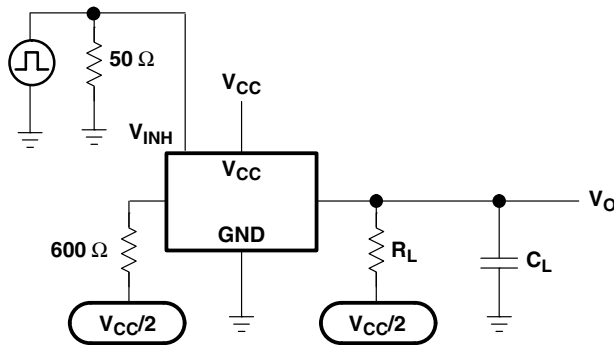 50 Ω
VCC
VINH
VCC
GND
600 Ω
RL
CL
VO
VCC/2
VCC/2